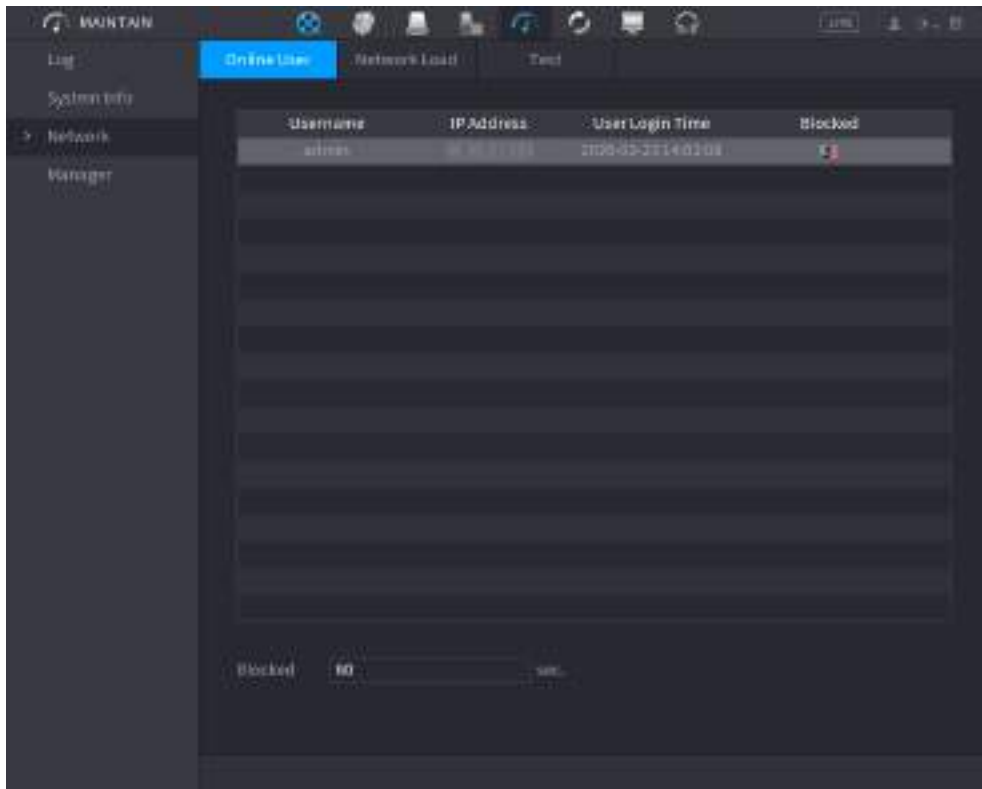 MAINTAIN LIVE
Log
System Info
Network
Manager
Online User Network Load Test
Username IP Address User Login Time Blocked
admin
Blocked 60 sec.